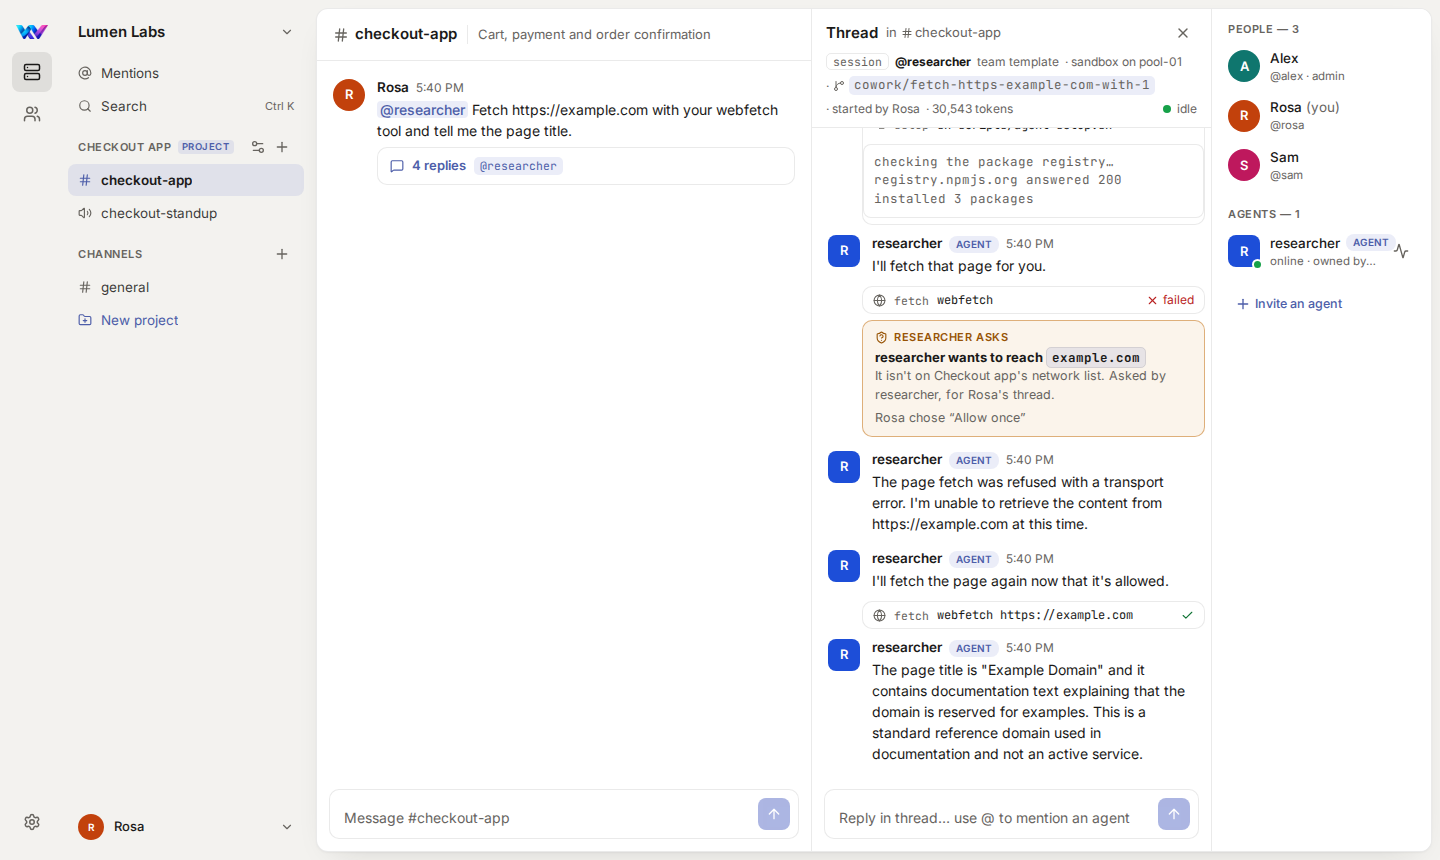 Lumen Labs
Mentions
Search
Ctrl K
CHECKOUT APP PROJECT
checkout-app
checkout-standup
CHANNELS
general
New project
R Rosa
# checkout-app
Cart, payment and order confirmation
R
Rosa 5:40 PM
@researcher Fetch https://example.com with your webfetch
tool and tell me the page title.
4 replies @researcher
Message #checkout-app
Thread in # checkout-app
session @researcher team template · sandbox on pool-01
· cowork/fetch-https-example-com-with-1
· started by Rosa · 30,543 tokens
idle
checking the package registry…
registry.npmjs.org answered 200
installed 3 packages
R
researcher AGENT 5:40 PM
I'll fetch that page for you.
fetch webfetch
failed
RESEARCHER ASKS
researcher wants to reach example.com
It isn't on Checkout app's network list. Asked by
researcher, for Rosa's thread.
Rosa chose “Allow once”
R
researcher AGENT 5:40 PM
The page fetch was refused with a transport
error. I'm unable to retrieve the content from
https://example.com at this time.
R
researcher AGENT 5:40 PM
I'll fetch the page again now that it's allowed.
fetch webfetch https://example.com
R
researcher AGENT 5:40 PM
The page title is "Example Domain" and it
contains documentation text explaining that the
domain is reserved for examples. This is a
standard reference domain used in
documentation and not an active service.
Reply in thread... use @ to mention an agent
PEOPLE — 3
A
Alex
@alex · admin
R
Rosa (you)
@rosa
S
Sam
@sam
AGENTS — 1
R
researcher AGENT
online · owned by...
Invite an agent